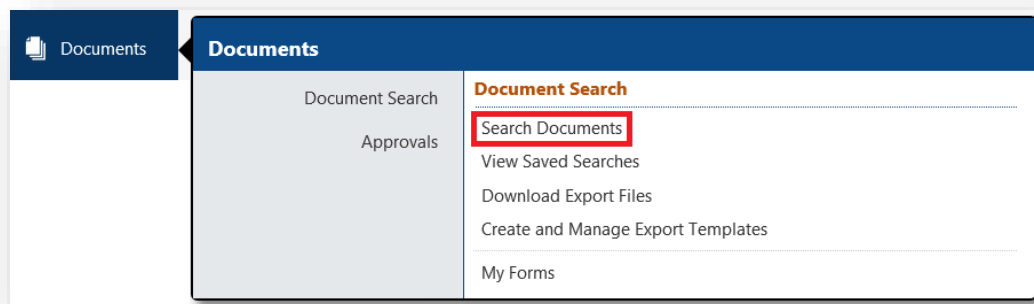 Documents
Documents
Document Search
Approvals
Document Search
Search Documents
View Saved Searches
Download Export Files
Create and Manage Export Templates
My Forms